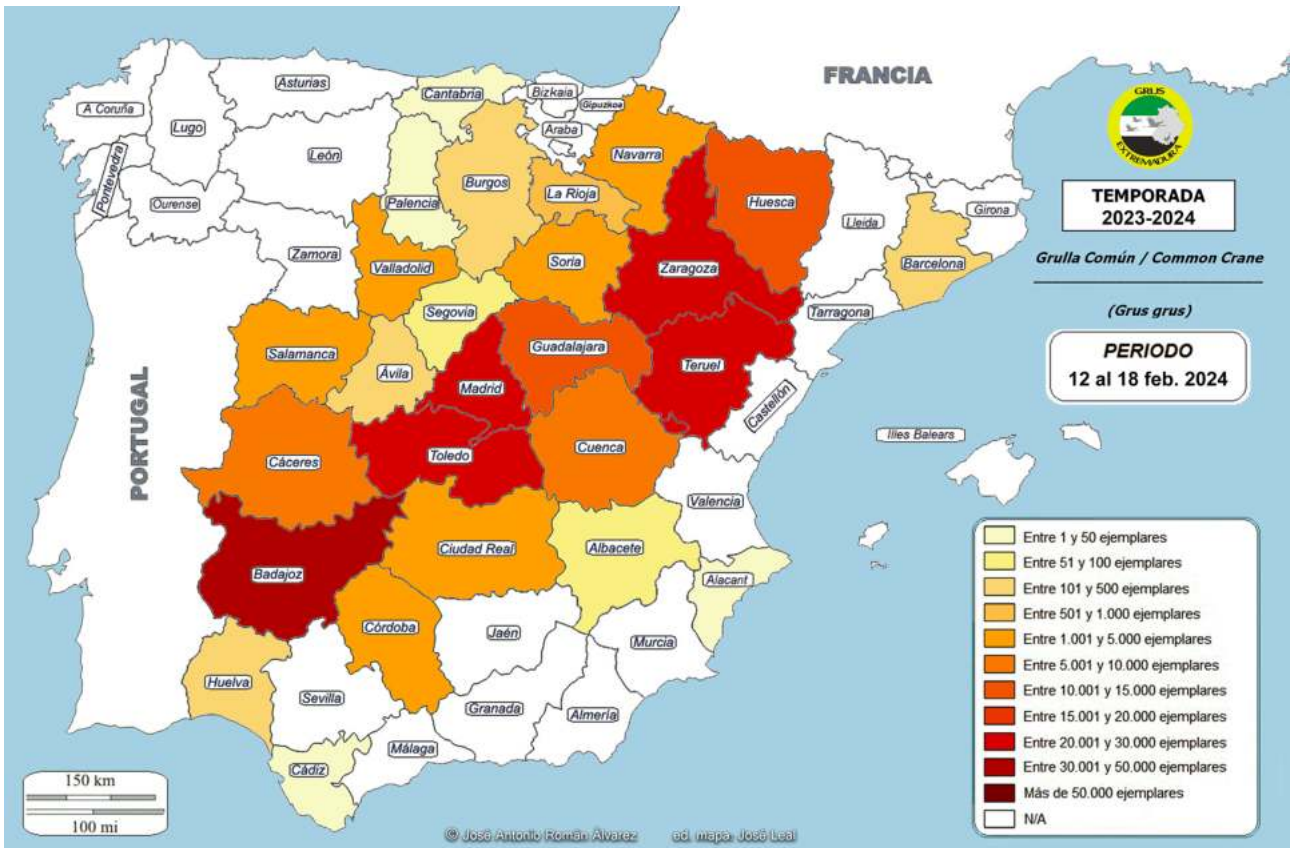 FRANCIA
Asturias
Cantabria
Bizkaia
Gipuzkoa
A Coruña
Lugo
Araba
León
Navarra
Pontevedra
Burgos
La Rioja
Huesca
Palencia
Ourense
Lleida
Girona
Zamora
Soria
Valladolid
Zaragoza
Barcelona
Segovia
Tarragona
Salamanca
Guadalajara
Ávila
Teruel
Madrid
Castellón
PORTUGAL
Toledo
Cuenca
Cáceres
Illes Balears
Valencia
Ciudad Real
Albacete
Badajoz
Alacant
Córdoba
Jaén
Murcia
Huelva
Sevilla
Granada
Almería
Málaga
Cádiz
GRUS
EXTREMADURA
TEMPORADA
2023-2024
Grulla Común / Common Crane
(Grus grus)
PERIODO
12 al 18 feb. 2024
Entre 1 y 50 ejemplares
Entre 51 y 100 ejemplares
Entre 101 y 500 ejemplares
Entre 501 y 1.000 ejemplares
Entre 1.001 y 5.000 ejemplares
Entre 5.001 y 10.000 ejemplares
Entre 10.001 y 15.000 ejemplares
Entre 15.001 y 20.000 ejemplares
Entre 20.001 y 30.000 ejemplares
Entre 30.001 y 50.000 ejemplares
Más de 50.000 ejemplares
N/A
150 km
100 mi
© José Antonio Román Álvarez ed. mapa: José Leal